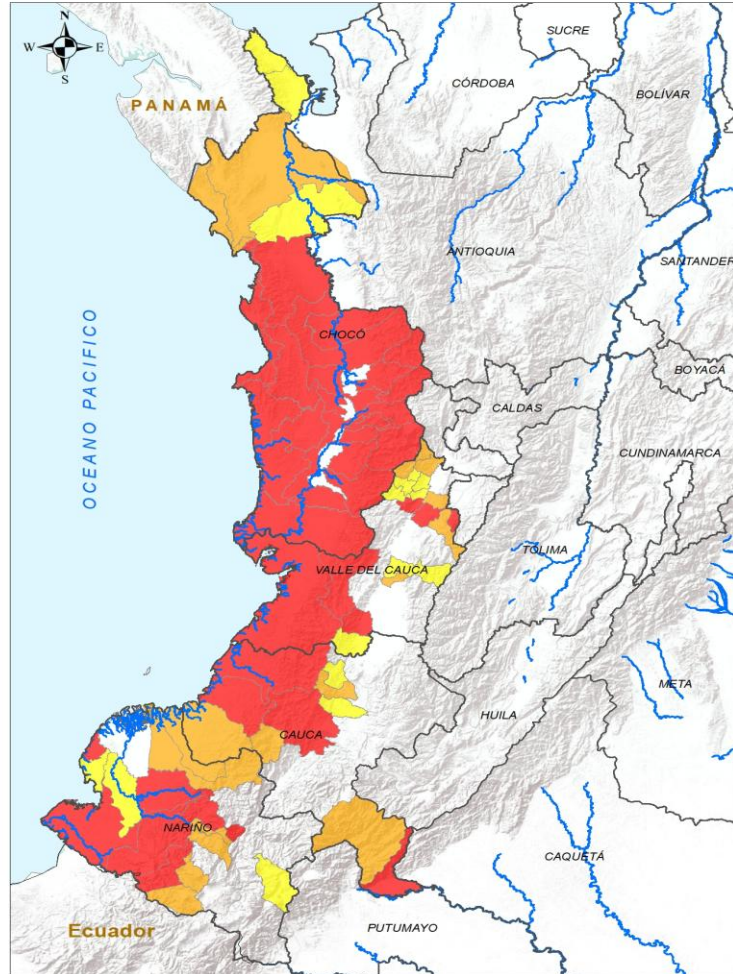 N
W E
S
SUCRE
CÓRDOBA
BOLÍVAR
PANAMÁ
ANTIOQUIA
SANTANDER
OCEANO PACIFICO
CHOCÓ
BOYACÁ
CALDAS
CUNDINAMARCA
TOLIMA
VALLE DEL CAUCA
META
HUILA
CAUCA
NARIÑO
CAQUETÁ
PUTUMAYO
Ecuador